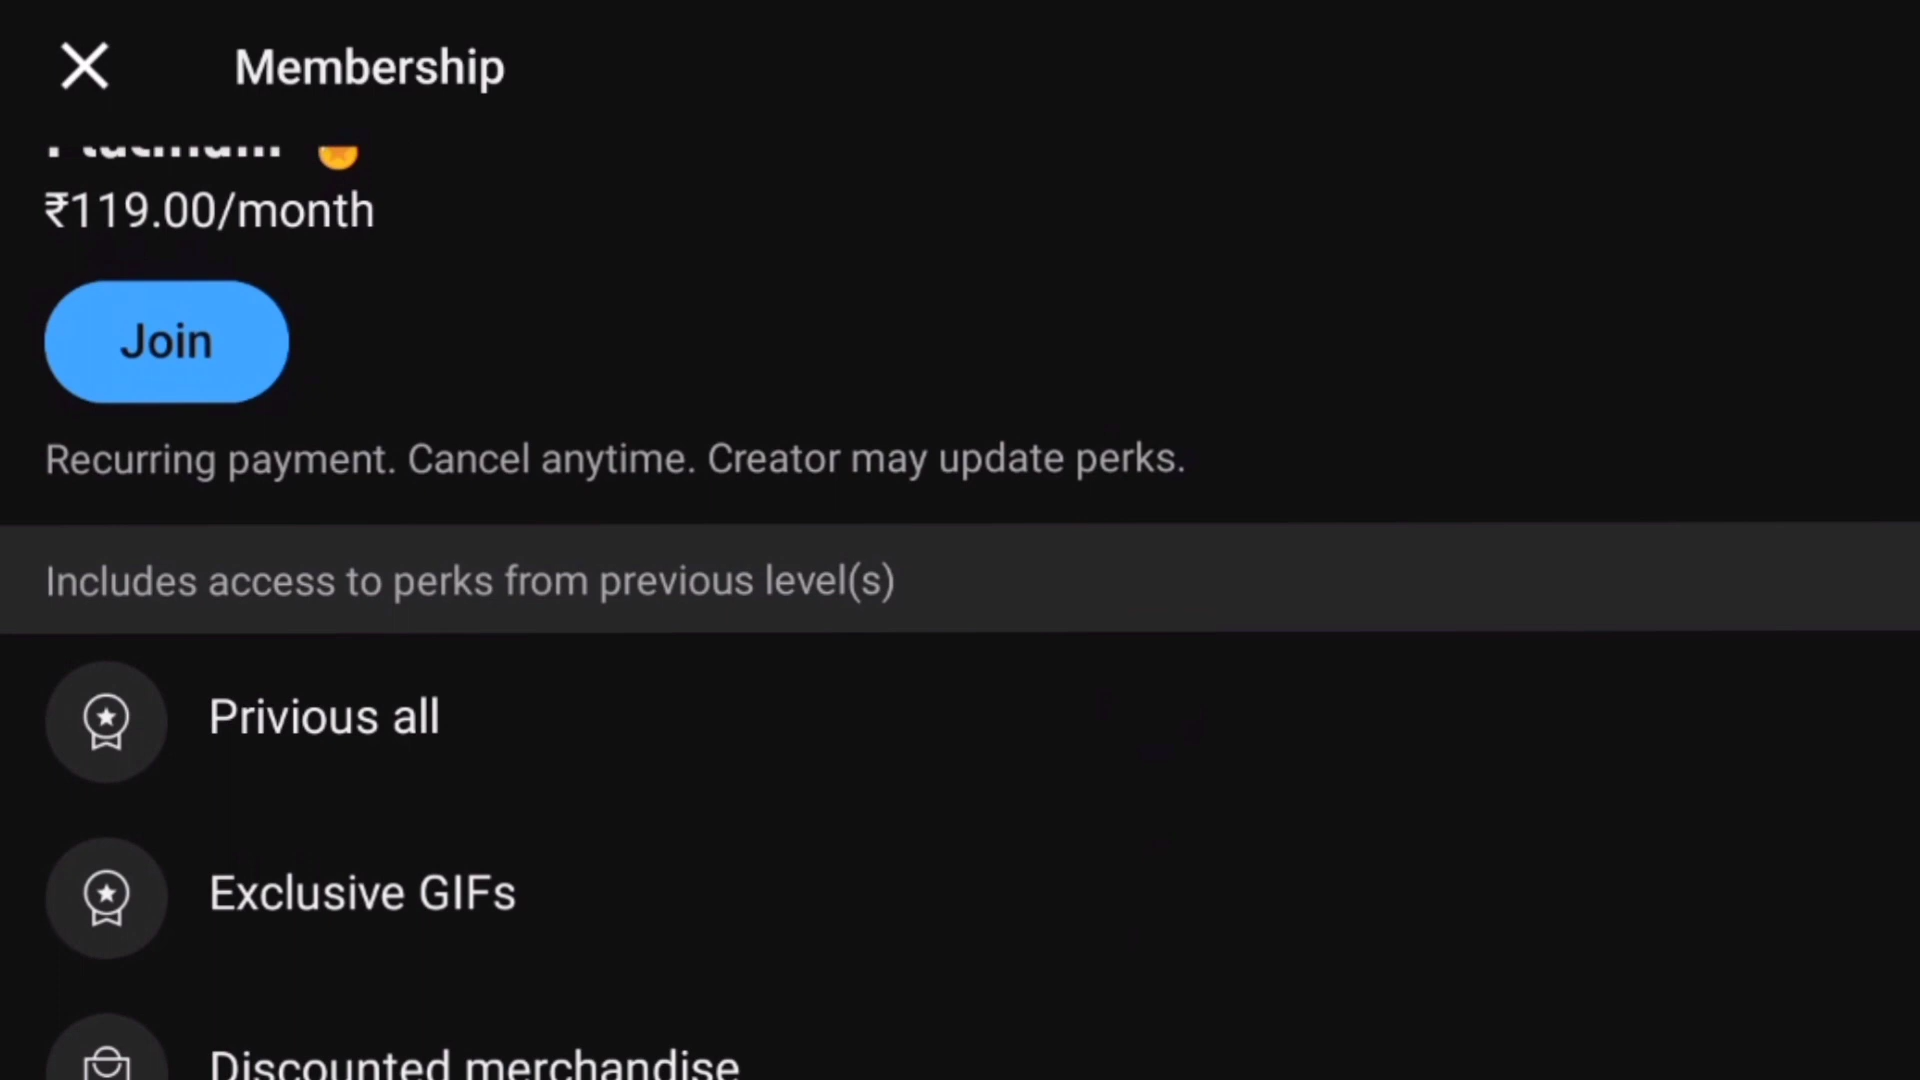 Membership
Platinum
₹119.00/month
Join
Recurring payment. Cancel anytime. Creator may update perks.
Includes access to perks from previous level(s)
Privious all
Exclusive GIFs
Discounted merchandise